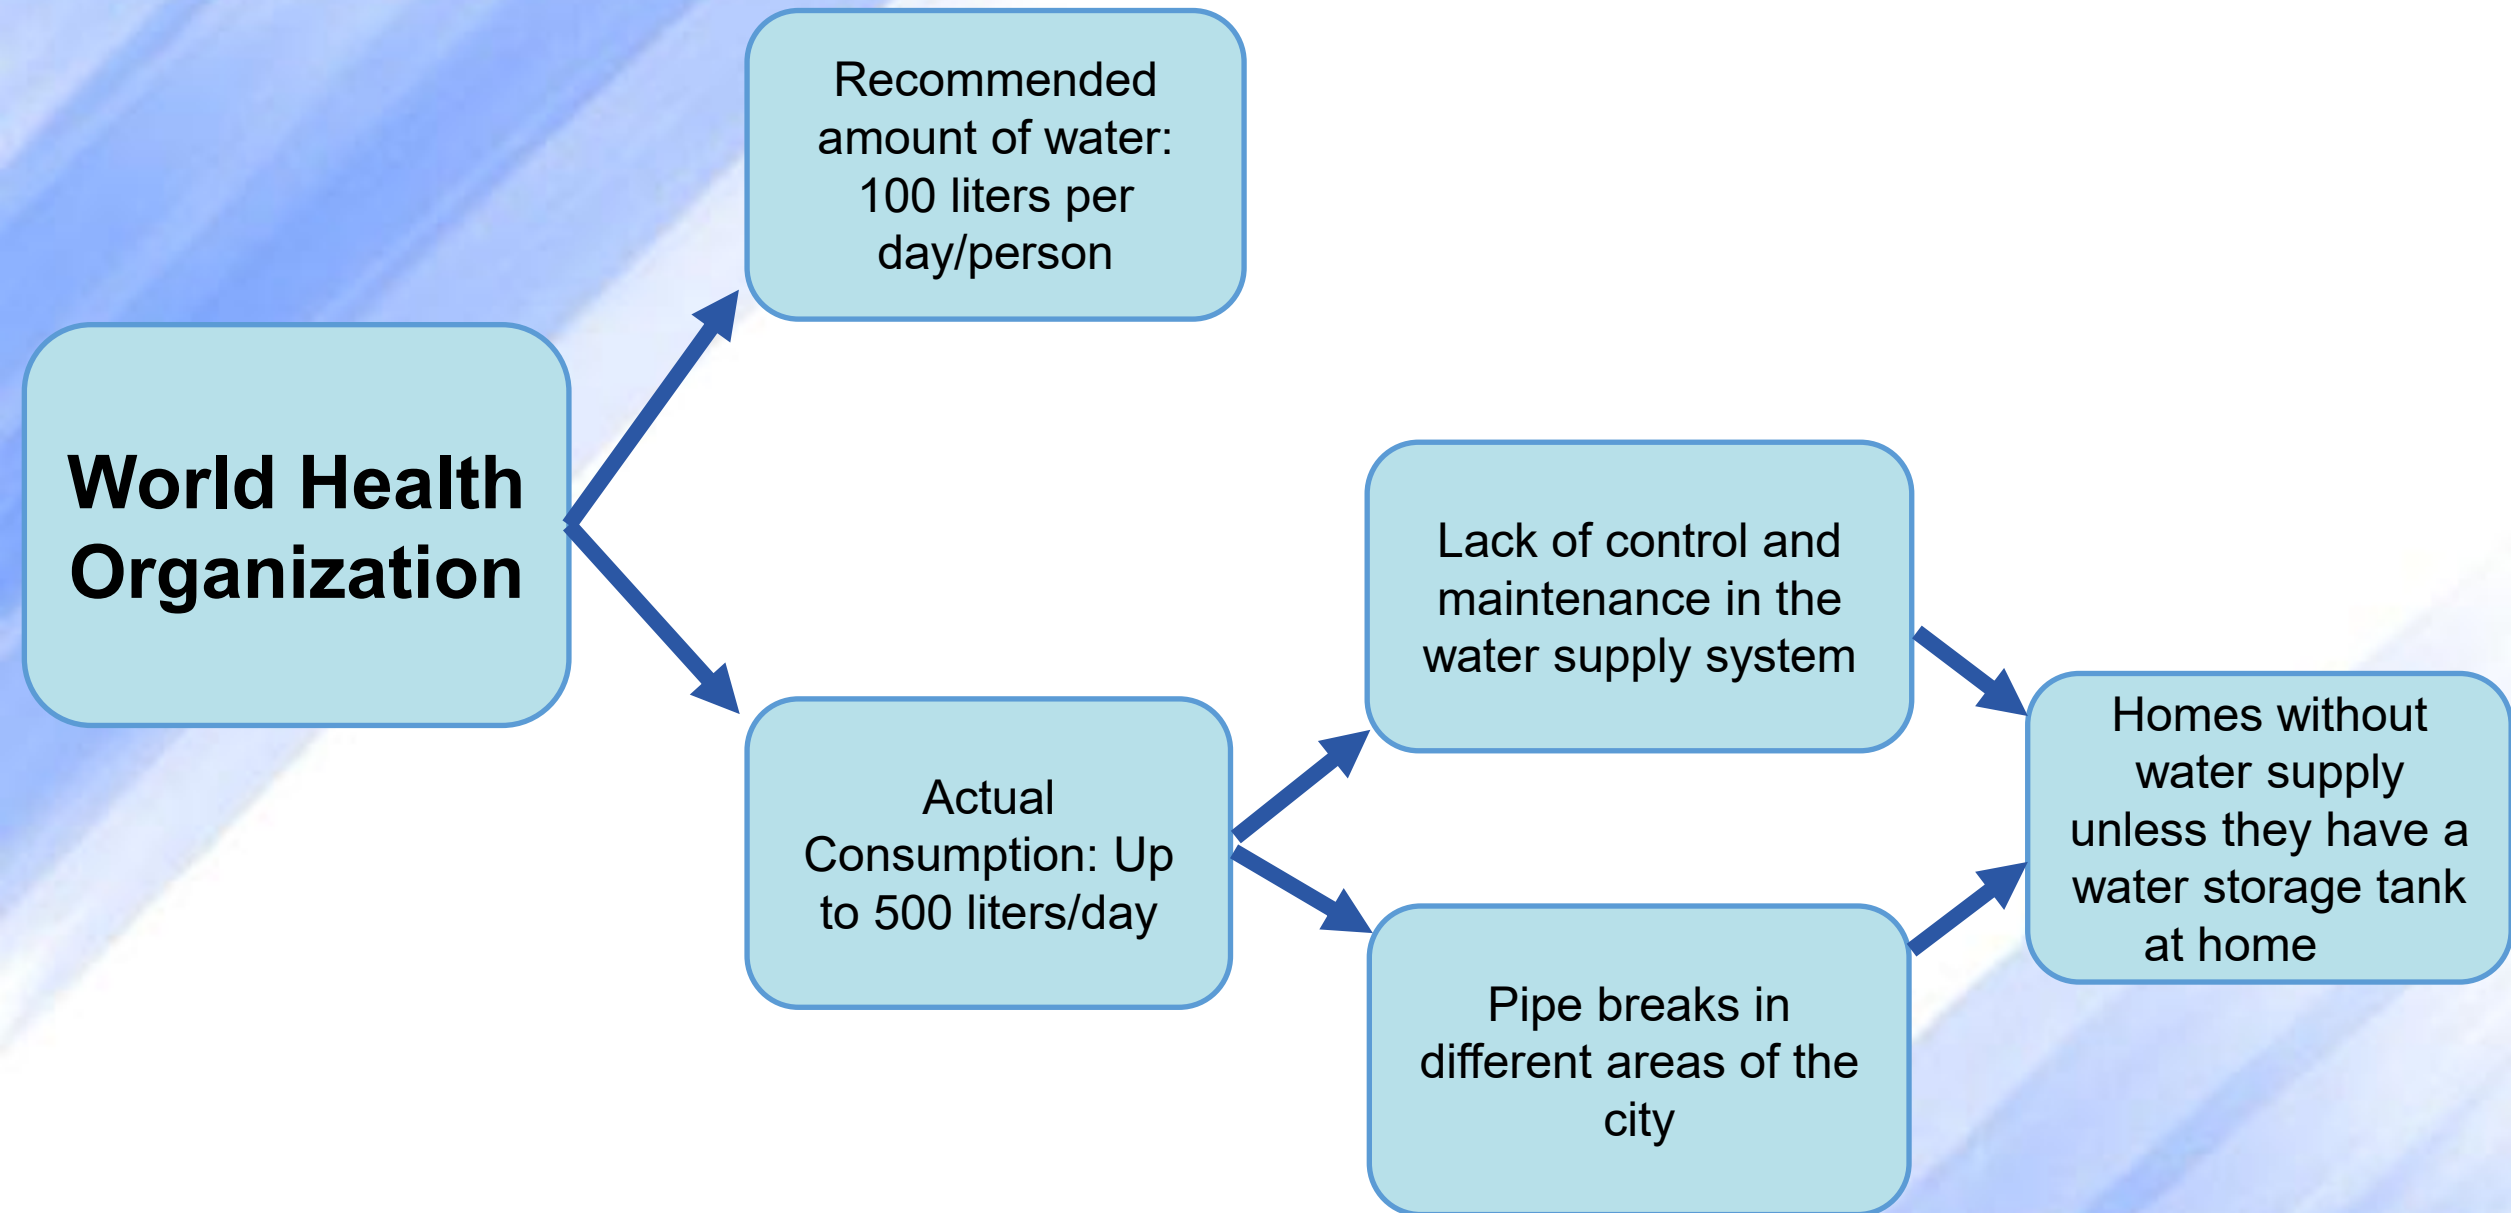 Recommended
amount of water:
100 liters per
day/person
World Health
Organization
Lack of control and
maintenance in the
water supply system
Actual
Consumption: Up
to 500 liters/day
Pipe breaks in
different areas of the
city
Homes without
water supply
unless they have a
water storage tank
at home